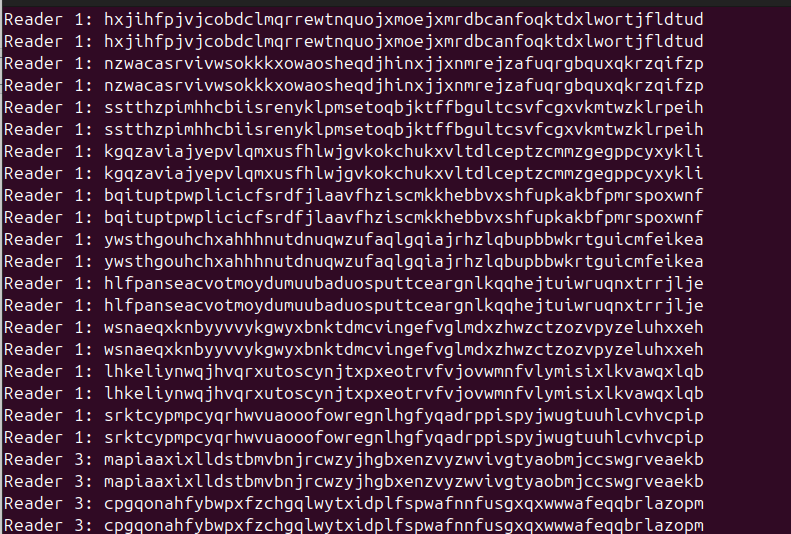 Reader 1: hxjihfpjvjcobdclmqrrewtnquojxmoejxmrdbcanfoqktdxlwortjfldtud
Reader 1: hxjihfpjvjcobdclmqrrewtnquojxmoejxmrdbcanfoqktdxlwortjfldtud
Reader 1: nzwacasrvivwsokkkxowaosheqdjhinxjjxnmrejzafuqrgbquxqkrzqifzp
Reader 1: nzwacasrvivwsokkkxowaosheqdjhinxjjxnmrejzafuqrgbquxqkrzqifzp
Reader 1: sstthzpimhhcbiisrenyklpmsetoqbjktffbgultcsvfcgxvkmtwzklrpeih
Reader 1: sstthzpimhhcbiisrenyklpmsetoqbjktffbgultcsvfcgxvkmtwzklrpeih
Reader 1: kgqzaviajyepvlqmxusfhlwjgvkokchukxvltdlceptzcmmzgegppcyxykli
Reader 1: kgqzaviajyepvlqmxusfhlwjgvkokchukxvltdlceptzcmmzgegppcyxykli
Reader 1: bqituptpwplicicfsrdfjlaavfhziscmkkhebbvxshfupkakbfpmrspoxwnf
Reader 1: bqituptpwplicicfsrdfjlaavfhziscmkkhebbvxshfupkakbfpmrspoxwnf
Reader 1: ywsthgouhchxahhhnutdnuqwzufaqlgqiajrhzlqbupbbwkrtguicmfeikea
Reader 1: ywsthgouhchxahhhnutdnuqwzufaqlgqiajrhzlqbupbbwkrtguicmfeikea
Reader 1: hlfpanseacvotmoydumuubaduosputtceargnlkqqhejtuiwruqnxtrrjlje
Reader 1: hlfpanseacvotmoydumuubaduosputtceargnlkqqhejtuiwruqnxtrrjlje
Reader 1: wsnaeqxknbyyvvykgwyxbnktdmcvingefvglmdxzhwzctzozvpyzeluhxxeh
Reader 1: wsnaeqxknbyyvvykgwyxbnktdmcvingefvglmdxzhwzctzozvpyzeluhxxeh
Reader 1: lhkeliynwqjhvqrxutoscynjtxpxeotrvfvjovwmnfvlymisixlkvawqxlqb
Reader 1: lhkeliynwqjhvqrxutoscynjtxpxeotrvfvjovwmnfvlymisixlkvawqxlqb
Reader 1: srktcypmpcyqrhwvuaooofowregnlhgfyqadrppispyjwugtuuhlcvhvcpip
Reader 1: srktcypmpcyqrhwvuaooofowregnlhgfyqadrppispyjwugtuuhlcvhvcpip
Reader 3: mapiaaxixlldstbmvbnjrcwzyjhgbxenzvyzwvivgtyaobmjccswgrveaekb
Reader 3: mapiaaxixlldstbmvbnjrcwzyjhgbxenzvyzwvivgtyaobmjccswgrveaekb
Reader 3: cpgqonahfybwpxfzchgqlwytxidplfspwafnnfusgxqxwwwafeqqbrlazopm
Reader 3: cpgqonahfybwpxfzchgqlwytxidplfspwafnnfusgxqxwwwafeqqbrlazopm